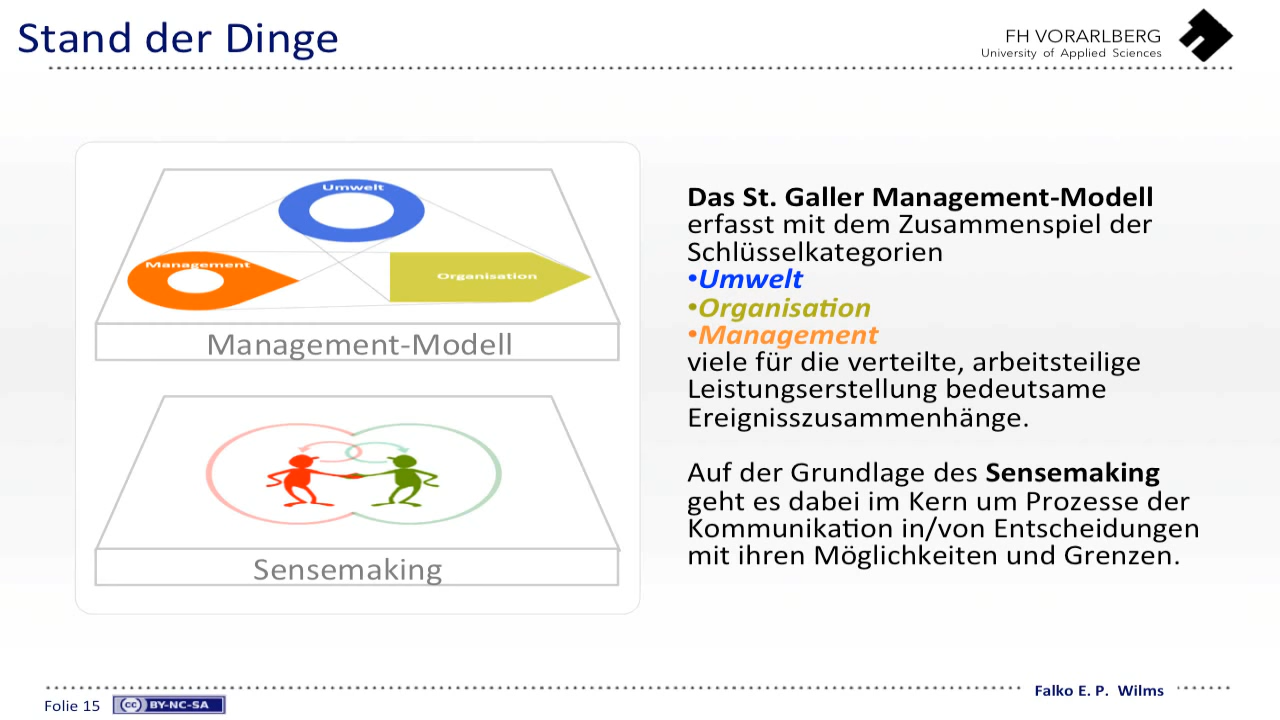 Stand der Dinge
FH VORARLBERG
University of Applied Sciences
Umwelt
Management
Organisation
Management-Modell
Sensemaking
Das St. Galler Management-Modell
erfasst mit dem Zusammenspiel der
Schlüsselkategorien
•Umwelt
•Organisation
•Management
viele für die verteilte, arbeitsteilige
Leistungserstellung bedeutsame
Ereignisszusammenhänge.
Auf der Grundlage des Sensemaking
geht es dabei im Kern um Prozesse der
Kommunikation in/von Entscheidungen
mit ihren Möglichkeiten und Grenzen.
Falko E. P. Wilms
Folie 15
cc BY-NC-SA